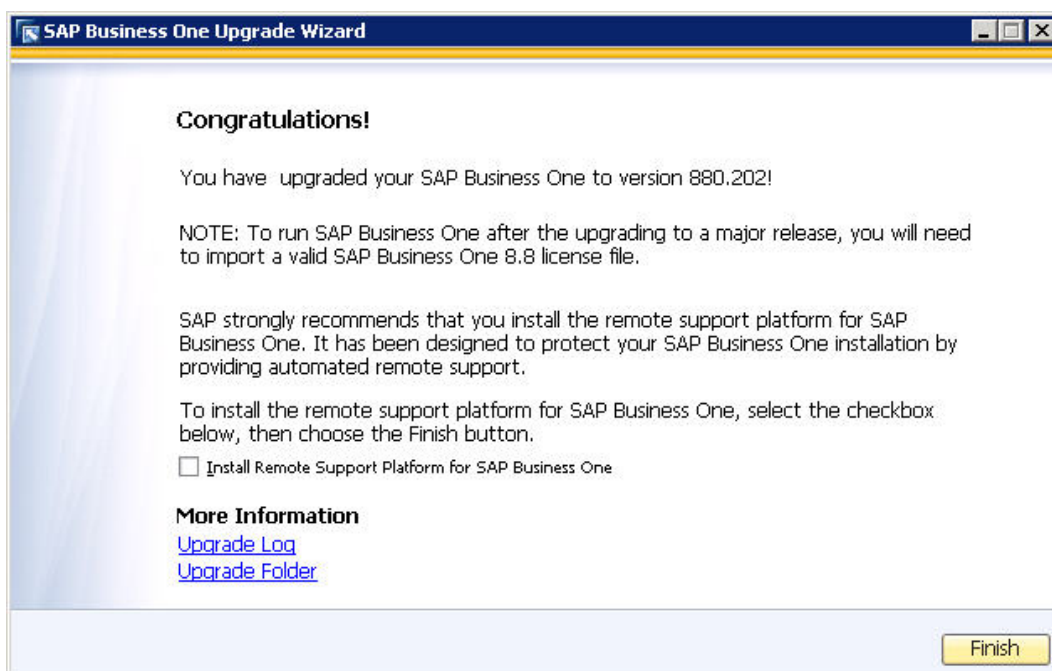 SAP Business One Upgrade Wizard
Congratulations!
You have upgraded your SAP Business One to version 880.202!
NOTE: To run SAP Business One after the upgrading to a major release, you will need
to import a valid SAP Business One 8.8 license file.
SAP strongly recommends that you install the remote support platform for SAP
Business One. It has been designed to protect your SAP Business One installation by
providing automated remote support.
To install the remote support platform for SAP Business One, select the checkbox
below, then choose the Finish button.
Install Remote Support Platform for SAP Business One
More Information
Upgrade Log
Upgrade Folder
Finish